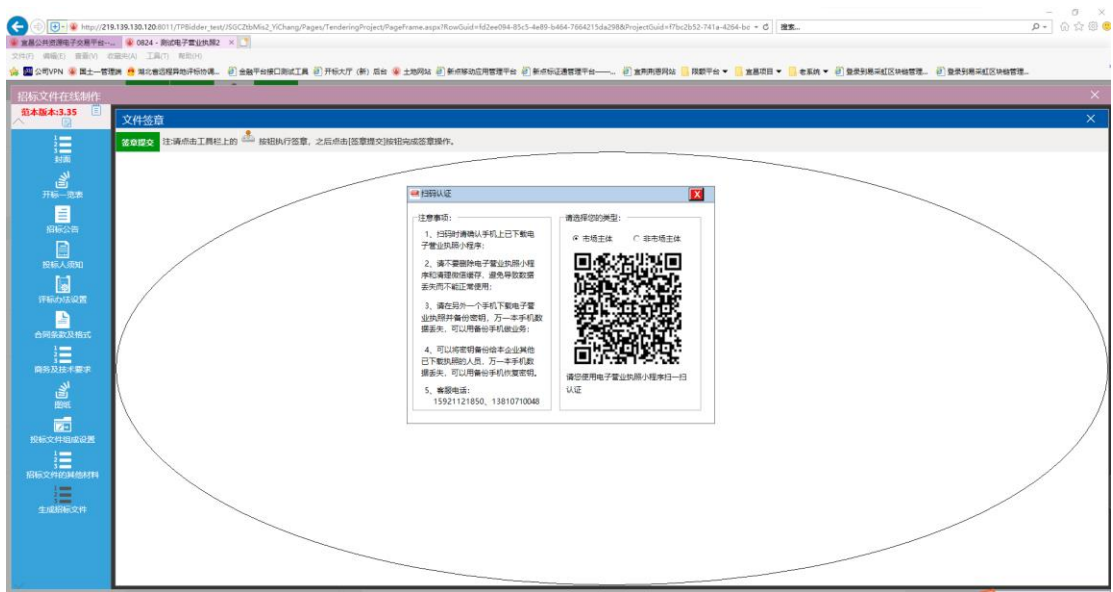 http://219.139.130.120:8011/TPBidder_test/JSGCZtbMis2_YiChang/Pages/TenderingProject/PageFrame.aspx?RowGuid=fd2ee094-85c5-4e89-b464-7664215da298&ProjectGuid=f7bc2b52-741a-4264-bc
搜索...
宜昌公共资源电子交易平台--...
0824 - 测试电子营业执照2
文件(F) 编辑(E) 查看(V) 收藏夹(A) 工具(T) 帮助(H)
公司VPN
国土—管理端
湖北省远程异地评标协调...
金融平台接口测试工具
开标大厅（新）后台
土地网站
新点移动应用管理平台
新点标证通管理平台——...
宜荆荆恩网站
限额平台
宜昌项目
老系统
登录到易采虹区块链管理...
登录到易采虹区块链管理...
招标文件在线制作
范本版本:3.35
封面
开标一览表
招标公告
投标人须知
评标办法设置
合同条款及格式
商务及技术要求
图纸
投标文件组成设置
招标文件的其他材料
生成招标文件
文件签章
签章提交
注:请点击工具栏上的 按钮执行签章，之后点击[签章提交]按钮完成签章操作。
扫码认证
注意事项:
1、扫码时请确认手机上已下载电
子营业执照小程序;
2、请不要删除电子营业执照小程
序和清理微信缓存，避免导致数据
丢失而不能正常使用;
3、请在另外一个手机下载电子营
业执照并备份密钥，万一本手机数
据丢失，可以用备份手机做业务;
4、可以将密钥备份给本企业其他
已下载执照的人员，万一本手机数
据丢失，可以用备份手机恢复密钥。
5、客服电话:
15921121850、13810710048
请选择您的类型:
市场主体
非市场主体
请您使用电子营业执照小程序扫一扫
认证